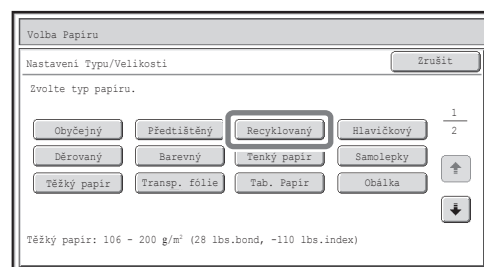 Volba Papíru
Nastavení Typu/Velikosti Zrušit
Zvolte typ papíru.
Obyčejný Předtištěný Recyklovaný Hlavičkový
Děrovaný Barevný Tenký papír Samolepky
Těžký papír Transp. fólie Tab. Papír Obálka
1
2
Těžký papír: 106 - 200 g/m² (28 lbs.bond, -110 lbs.index)